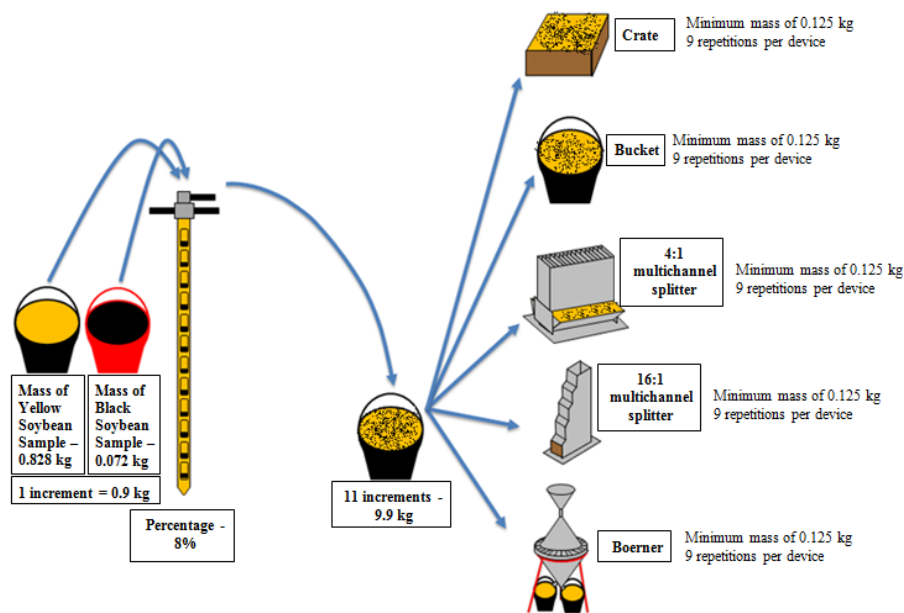 Crate
Minimum mass of 0.125 kg
9 repetitions per device
Bucket
Minimum mass of 0.125 kg
9 repetitions per device
4:1
multichannel
splitter
Minimum mass of 0.125 kg
9 repetitions per device
Mass of
Yellow
Soybean
Sample –
0.828 kg
Mass of
Black
Soybean
Sample –
0.072 kg
1 increment = 0.9 kg
Percentage -
8%
11 increments -
9.9 kg
16:1
multichannel
splitter
Minimum mass of 0.125 kg
9 repetitions per device
Boerner
Minimum mass of 0.125 kg
9 repetitions per device